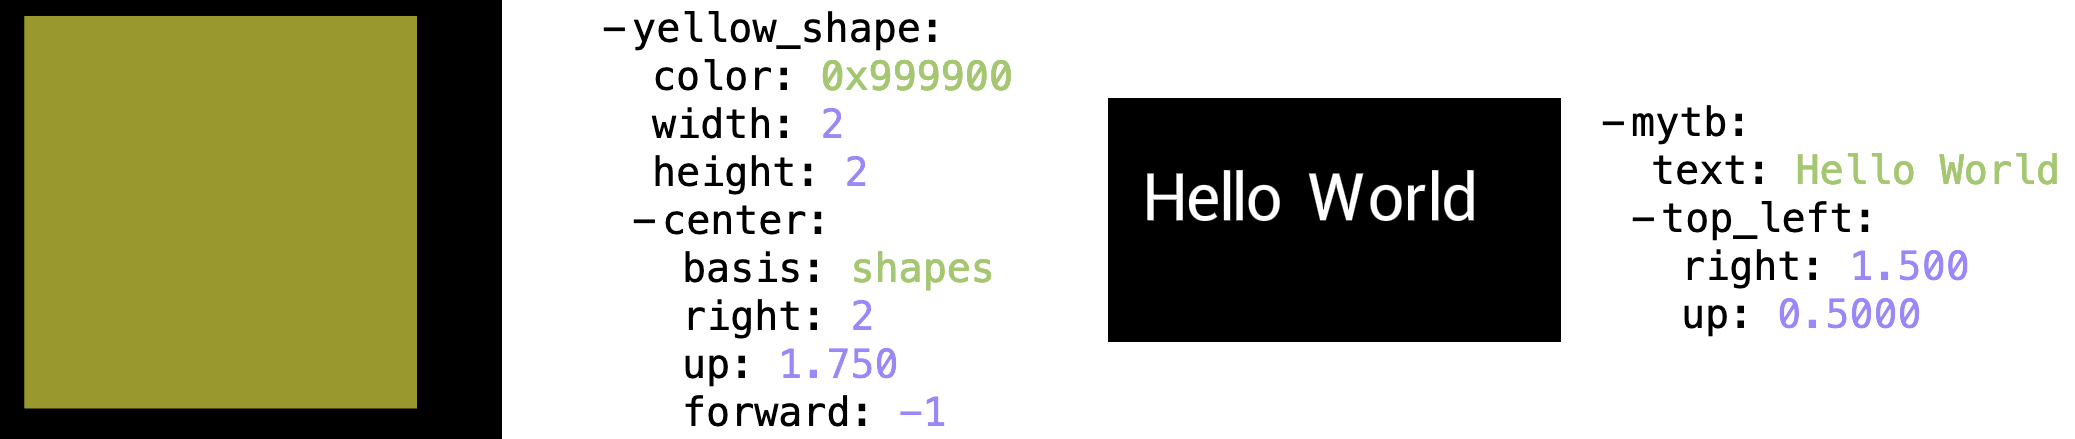 -yellow_shape:
color: 0x999900
width: 2
height: 2
-center:
basis: shapes
right: 2
up: 1.750
forward: -1
Hello World
-mytb:
text: Hello World
-top_left:
right: 1.500
up: 0.5000